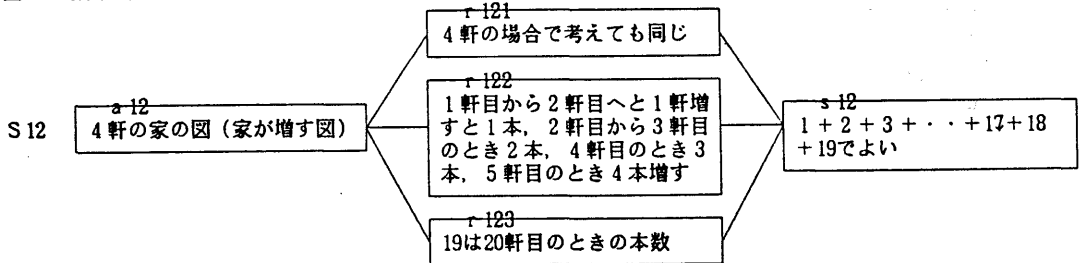 r 121
4軒の場合で考えても同じ
S 12
a 12
4軒の家の図（家が増す図）
r 122
1軒目から2軒目へと1軒増
すと1本，2軒目から3軒目
のとき2本，4軒目のとき3
本，5軒目のとき4本増す
s 12
1＋2＋3＋・・＋17＋18
＋19でよい
r 123
19は20軒目のときの本数